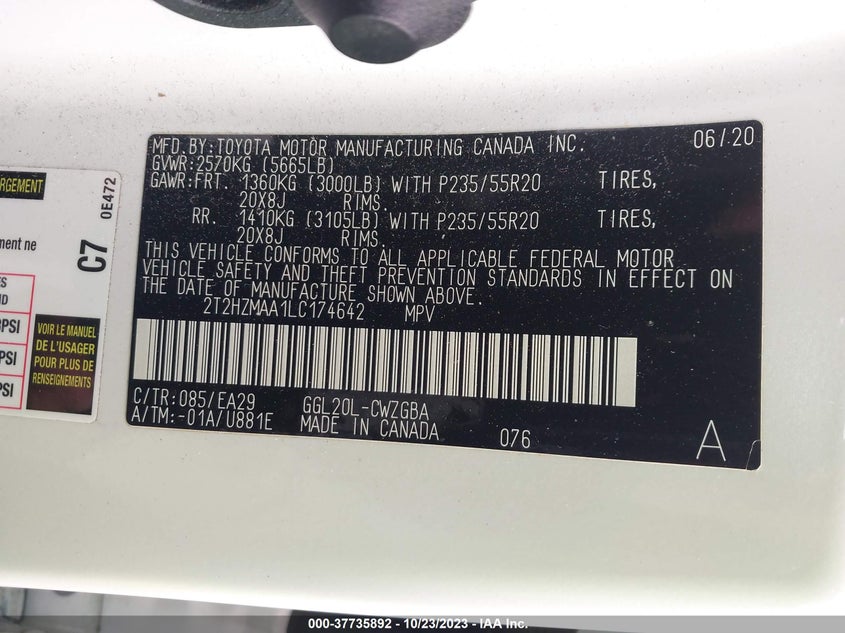 MFD.BY:TOYOTA MOTOR MANUFACTURING CANADA INC. 06/20
GVWR:2570KG (5665LB)
GAWR:FRT. 1360KG (3000LB) WITH P235/55R20 TIRES,
20X8J RIMS.
RR. 1410KG (3105LB) WITH P235/55R20 TIRES,
20X8J RIMS.
THIS VEHICLE CONFORMS TO ALL APPLICABLE FEDERAL MOTOR
VEHICLE SAFETY AND THEFT PREVENTION STANDARDS IN EFFECT ON
THE DATE OF MANUFACTURE SHOWN ABOVE.
2T2HZMAA1LC174642 MPV
C/TR:085/EA29 GGL20L-CWZGBA
A/TM:-01A/U881E MADE IN CANADA 076 A
0E472
C7
PSI
PSI
PSI
VOIR LE MANUEL
DE L'USAGER
POUR PLUS DE
RENSEIGNEMENTS
000-37735892 - 10/23/2023 - IAA Inc.